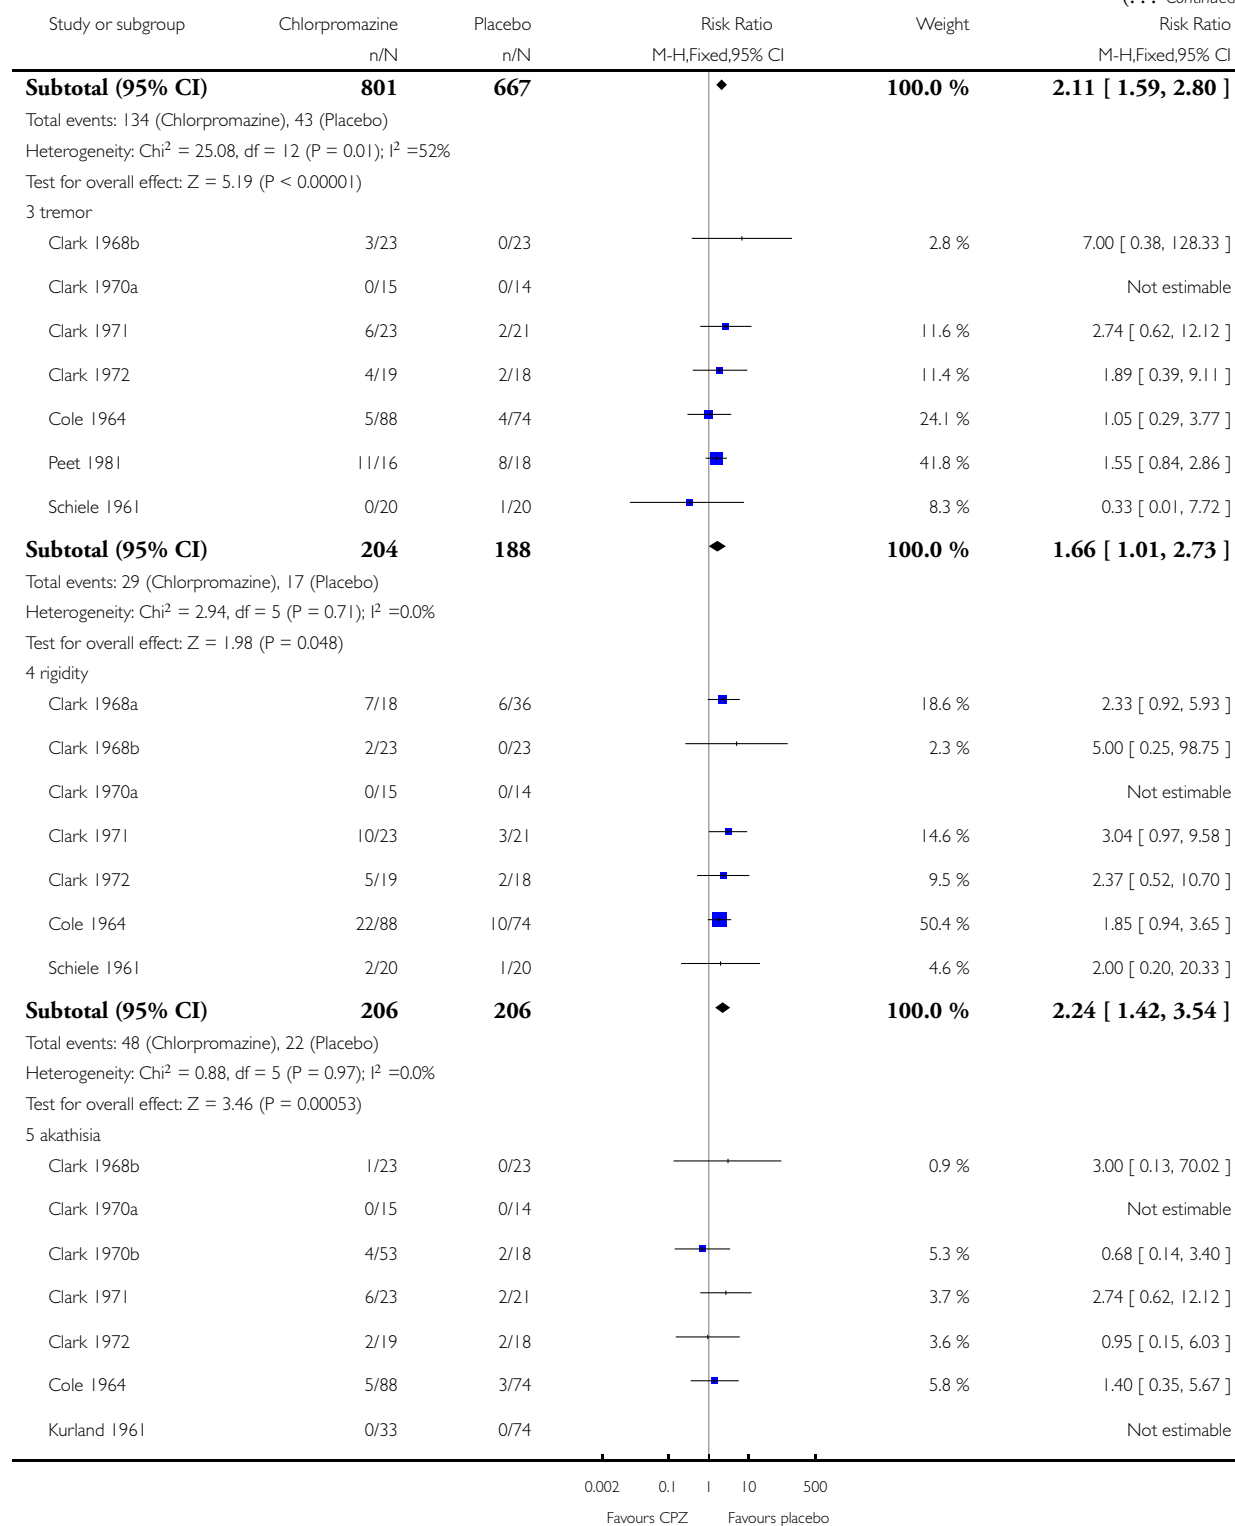 (... Continued
Study or subgroup Chlorpromazine Placebo Risk Ratio Weight Risk Ratio
n/N n/N M-H,Fixed,95% CI M-H,Fixed,95% CI
Subtotal (95% CI) 801 667 100.0 % 2.11 [ 1.59, 2.80 ]
Total events: 134 (Chlorpromazine), 43 (Placebo)
Heterogeneity: Chi² = 25.08, df = 12 (P = 0.01); I² =52%
Test for overall effect: Z = 5.19 (P < 0.00001)
3 tremor
Clark 1968b 3/23 0/23 2.8 % 7.00 [ 0.38, 128.33 ]
Clark 1970a 0/15 0/14 Not estimable
Clark 1971 6/23 2/21 11.6 % 2.74 [ 0.62, 12.12 ]
Clark 1972 4/19 2/18 11.4 % 1.89 [ 0.39, 9.11 ]
Cole 1964 5/88 4/74 24.1 % 1.05 [ 0.29, 3.77 ]
Peet 1981 11/16 8/18 41.8 % 1.55 [ 0.84, 2.86 ]
Schiele 1961 0/20 1/20 8.3 % 0.33 [ 0.01, 7.72 ]
Subtotal (95% CI) 204 188 100.0 % 1.66 [ 1.01, 2.73 ]
Total events: 29 (Chlorpromazine), 17 (Placebo)
Heterogeneity: Chi² = 2.94, df = 5 (P = 0.71); I² =0.0%
Test for overall effect: Z = 1.98 (P = 0.048)
4 rigidity
Clark 1968a 7/18 6/36 18.6 % 2.33 [ 0.92, 5.93 ]
Clark 1968b 2/23 0/23 2.3 % 5.00 [ 0.25, 98.75 ]
Clark 1970a 0/15 0/14 Not estimable
Clark 1971 10/23 3/21 14.6 % 3.04 [ 0.97, 9.58 ]
Clark 1972 5/19 2/18 9.5 % 2.37 [ 0.52, 10.70 ]
Cole 1964 22/88 10/74 50.4 % 1.85 [ 0.94, 3.65 ]
Schiele 1961 2/20 1/20 4.6 % 2.00 [ 0.20, 20.33 ]
Subtotal (95% CI) 206 206 100.0 % 2.24 [ 1.42, 3.54 ]
Total events: 48 (Chlorpromazine), 22 (Placebo)
Heterogeneity: Chi² = 0.88, df = 5 (P = 0.97); I² =0.0%
Test for overall effect: Z = 3.46 (P = 0.00053)
5 akathisia
Clark 1968b 1/23 0/23 0.9 % 3.00 [ 0.13, 70.02 ]
Clark 1970a 0/15 0/14 Not estimable
Clark 1970b 4/53 2/18 5.3 % 0.68 [ 0.14, 3.40 ]
Clark 1971 6/23 2/21 3.7 % 2.74 [ 0.62, 12.12 ]
Clark 1972 2/19 2/18 3.6 % 0.95 [ 0.15, 6.03 ]
Cole 1964 5/88 3/74 5.8 % 1.40 [ 0.35, 5.67 ]
Kurland 1961 0/33 0/74 Not estimable
0.002 0.1 1 10 500
Favours CPZ Favours placebo